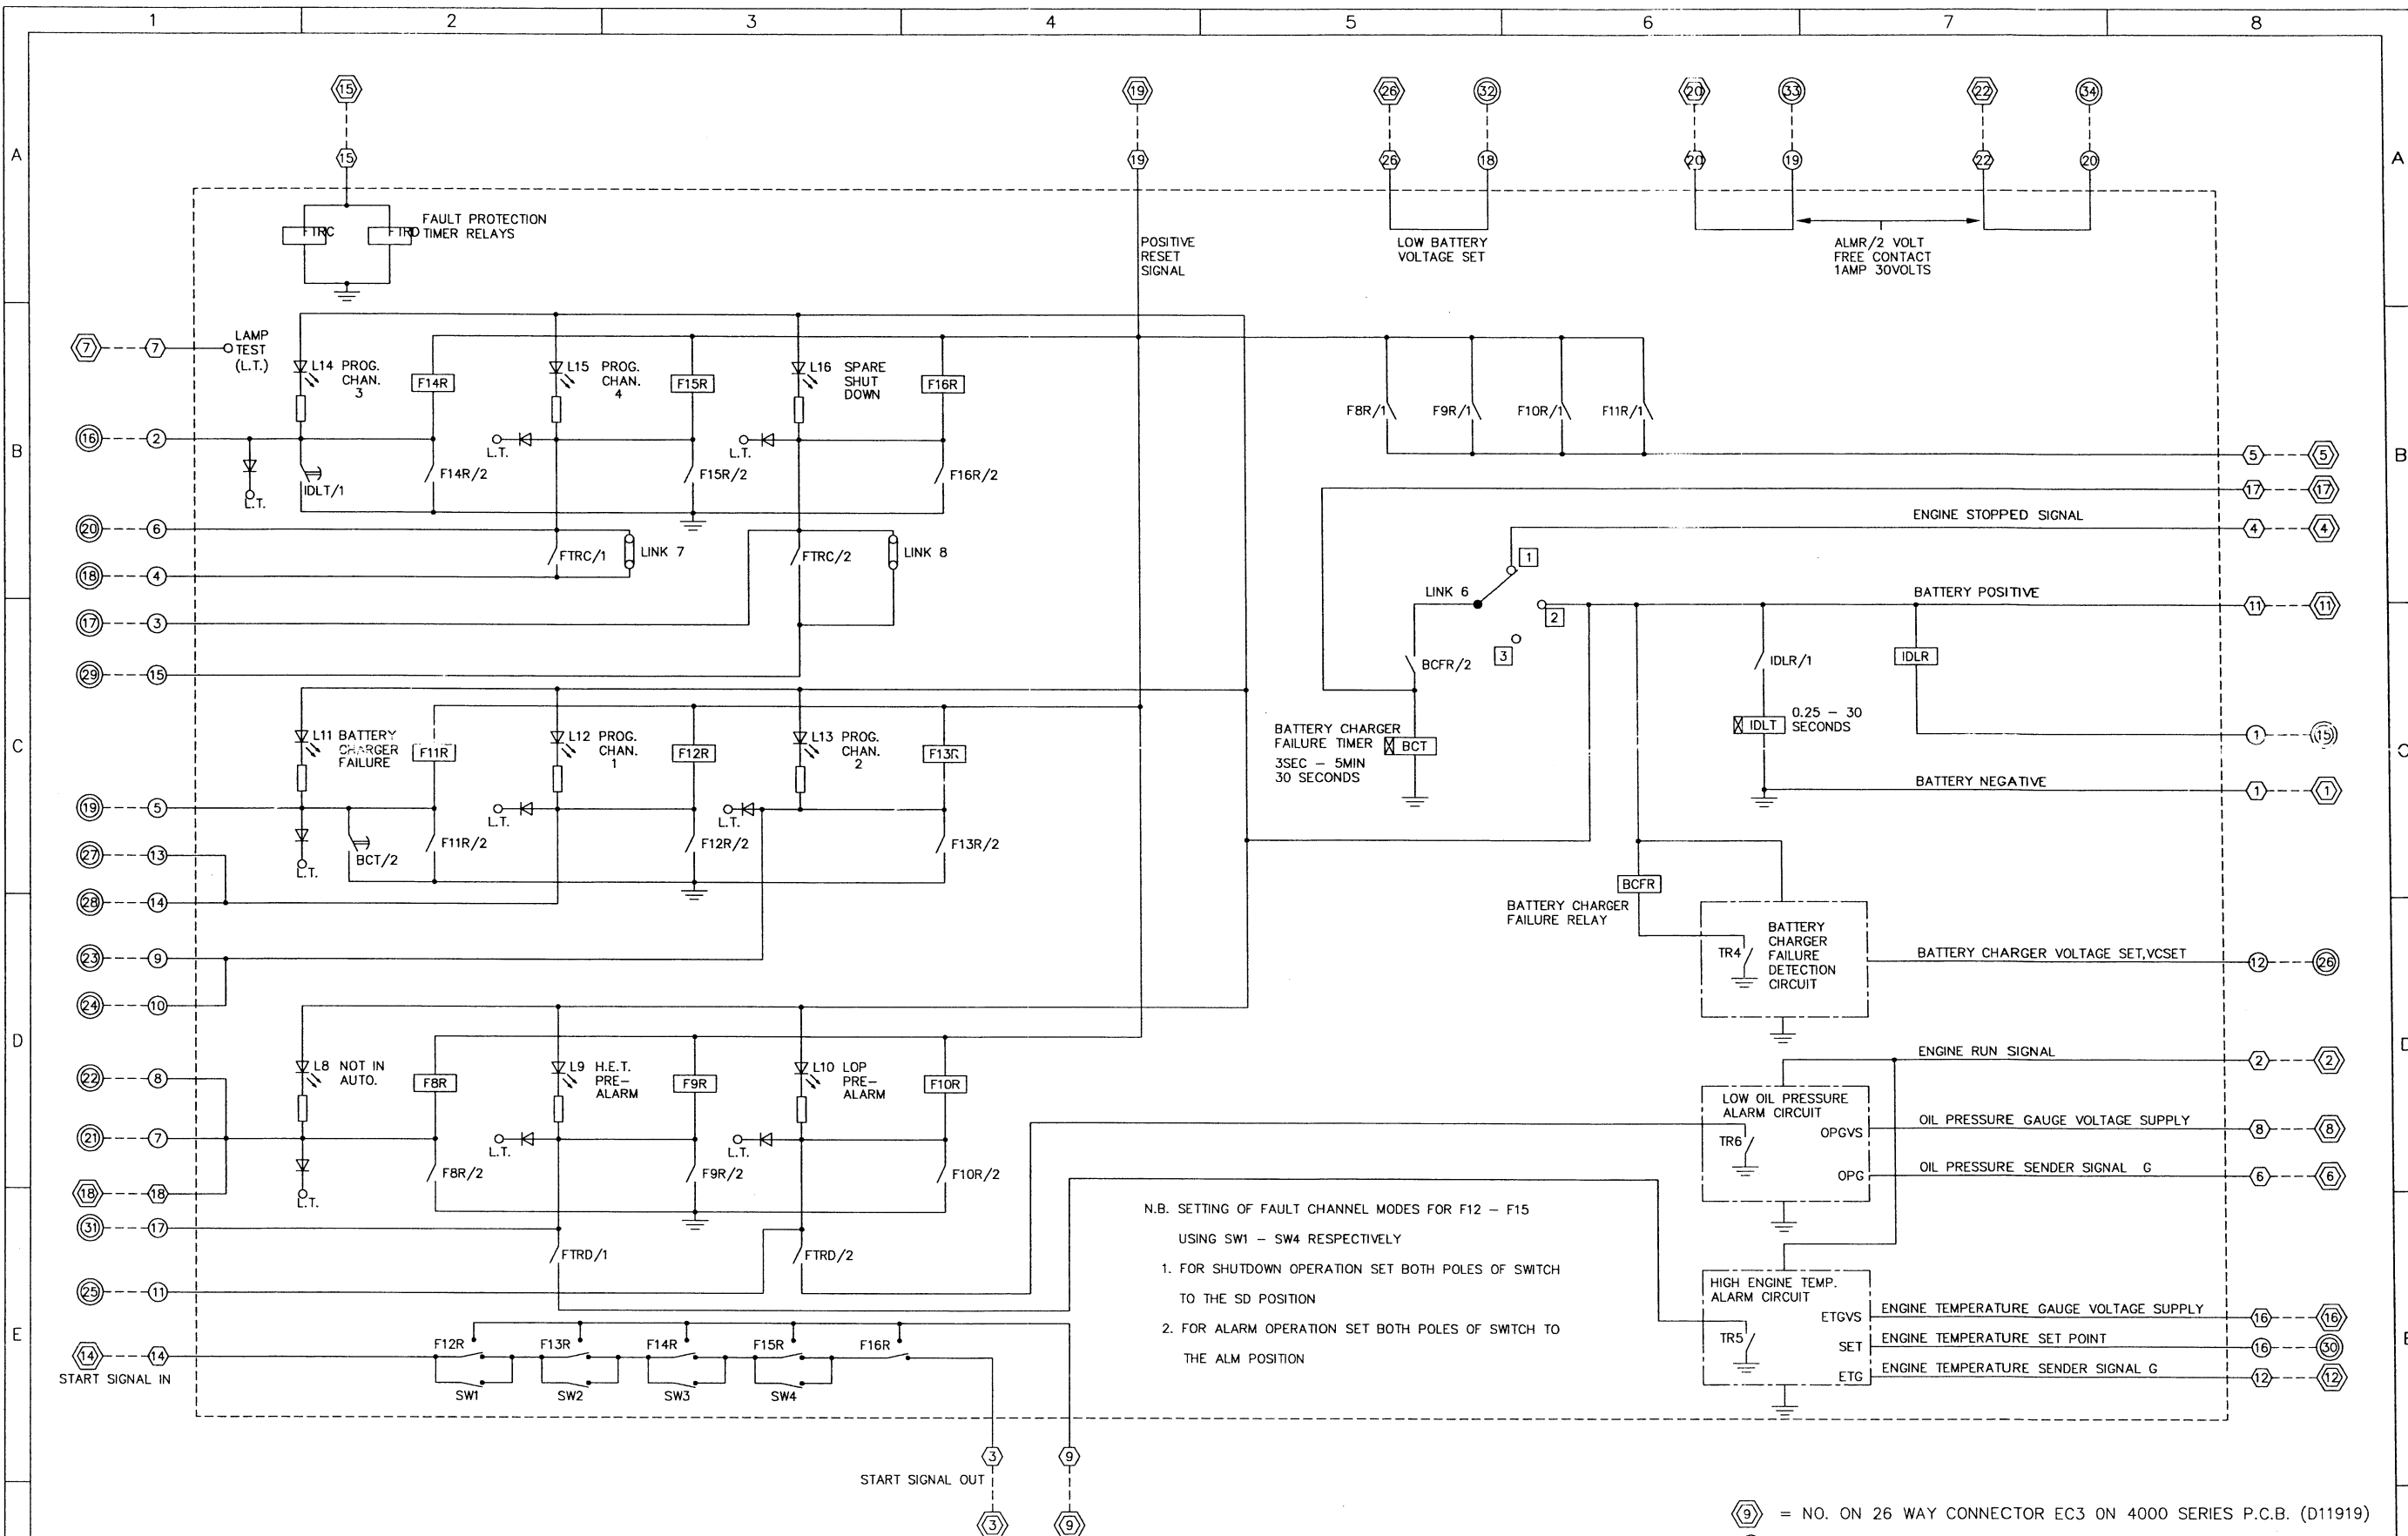 1 2 3 4 5 6 7 8
15 19 26 32 20 33 22 34
A A
15 19 26 18 20 19 22 20
FTRC FTRD
FAULT PROTECTION
TIMER RELAYS
POSITIVE
RESET
SIGNAL
LOW BATTERY
VOLTAGE SET
ALMR/2 VOLT
FREE CONTACT
1AMP 30VOLTS
7 7
LAMP
TEST
(L.T.)
L14 PROG.
CHAN.
3
F14R
L15 PROG.
CHAN.
4
F15R
L16 SPARE
SHUT
DOWN
F16R
F8R/1 F9R/1 F10R/1 F11R/1
16 2
L.T. L.T.
B B
5 5
IDLT/1
F14R/2 F15R/2 F16R/2
L.T.
17 17
20 6
ENGINE STOPPED SIGNAL
4 4
FTRC/1
LINK 7
FTRC/2
LINK 8
1
18 4
LINK 6
2
3
BATTERY POSITIVE
11 11
17 3
BCFR/2
IDLR/1
IDLR
29 15
L11 BATTERY
CHARGER
FAILURE
F11R
L12 PROG.
CHAN.
1
F12R
L13 PROG.
CHAN.
2
F13R
BATTERY CHARGER
FAILURE TIMER
3SEC – 5MIN
30 SECONDS
BCT
IDLT
0.25 – 30
SECONDS
1 15
C C
BATTERY NEGATIVE
1 1
19 5
L.T. L.T.
L.T.
BCT/2
F11R/2 F12R/2 F13R/2
27 13
28 14
BCFR
BATTERY CHARGER
FAILURE RELAY
BATTERY
CHARGER
FAILURE
DETECTION
CIRCUIT
TR4
BATTERY CHARGER VOLTAGE SET,VCSET
12 26
23 9
24 10
D D
L8 NOT IN
AUTO.
F8R
L9 H.E.T.
PRE–
ALARM
F9R
L10 LOP
PRE–
ALARM
F10R
ENGINE RUN SIGNAL
2 2
22 8
LOW OIL PRESSURE
ALARM CIRCUIT
TR6
OPGVS
OIL PRESSURE GAUGE VOLTAGE SUPPLY
8 8
21 7
L.T. L.T.
F8R/2 F9R/2 F10R/2
OPG
OIL PRESSURE SENDER SIGNAL G
6 6
18 18
L.T.
31 17
FTRD/1 FTRD/2
25 11
N.B. SETTING OF FAULT CHANNEL MODES FOR F12 – F15
USING SW1 – SW4 RESPECTIVELY
1. FOR SHUTDOWN OPERATION SET BOTH POLES OF SWITCH
TO THE SD POSITION
2. FOR ALARM OPERATION SET BOTH POLES OF SWITCH TO
THE ALM POSITION
HIGH ENGINE TEMP.
ALARM CIRCUIT
TR5
ETGVS
ENGINE TEMPERATURE GAUGE VOLTAGE SUPPLY
16 16
SET
ENGINE TEMPERATURE SET POINT
16 30
ETG
ENGINE TEMPERATURE SENDER SIGNAL G
12 12
E E
F12R F13R F14R F15R F16R
14 14
START SIGNAL IN
SW1 SW2 SW3 SW4
3 9
START SIGNAL OUT
3 9
9 = NO. ON 26 WAY CONNECTOR EC3 ON 4000 SERIES P.C.B. (D11919)